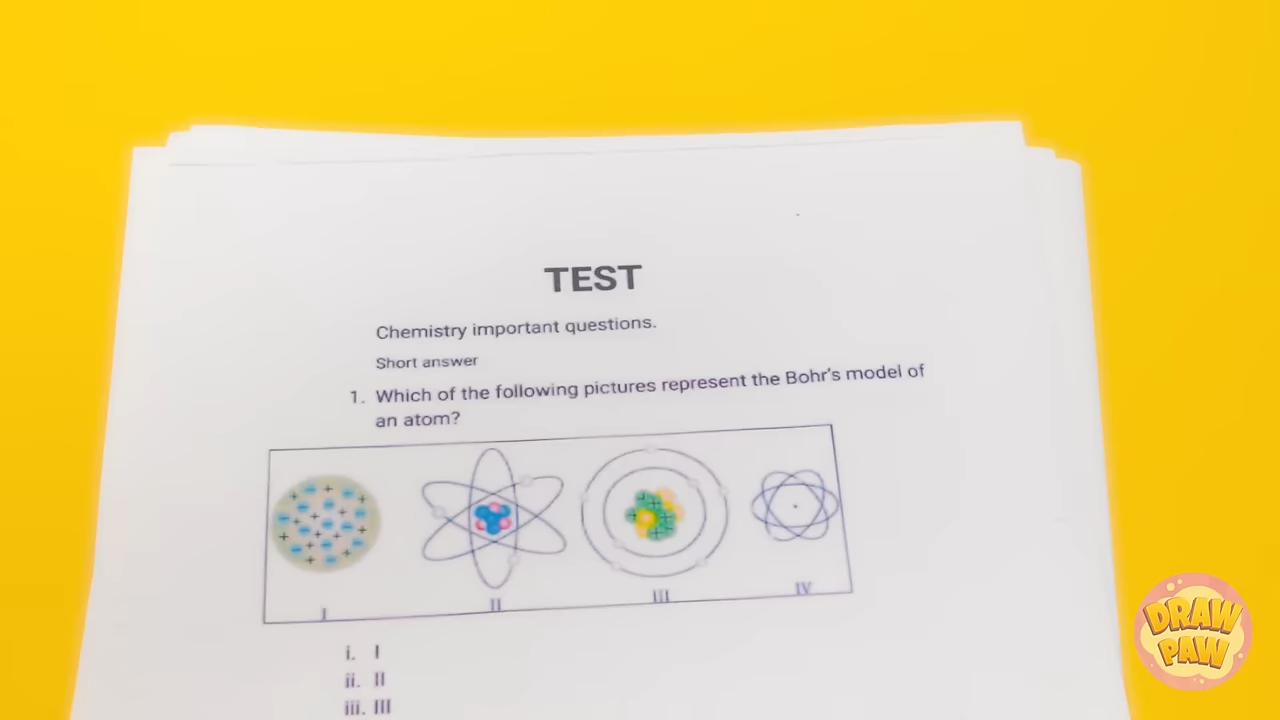 TEST
Chemistry important questions.
Short answer
1. Which of the following pictures represent the Bohr's model of
an atom?
I II III IV
i. I
ii. II
iii. III
DRAW
PAW